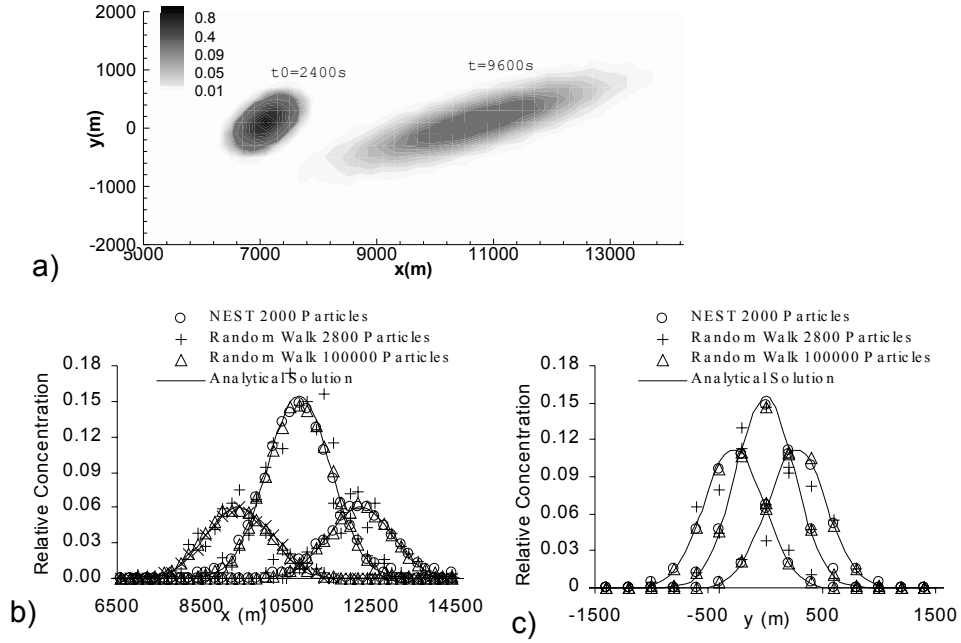 2000
1000
0
-1000
-2000
y(m)
0.8
0.4
0.09
0.05
0.01
t0=2400s
t=9600s
5000
7000
9000
11000
13000
x(m)
a)
NEST 2000 Particles
Random Walk 2800 Particles
Random Walk 100000 Particles
Analytical Solution
0.18
0.15
0.12
0.09
0.06
0.03
0.00
Relative Concentration
6500
8500
10500
12500
14500
x (m)
b)
NEST 2000 Particles
Random Walk 2800 Particles
Random Walk 100000 Particles
Analytical Solution
0.18
0.15
0.12
0.09
0.06
0.03
0
Relative Concentration
-1500
-500
500
1500
y (m)
c)